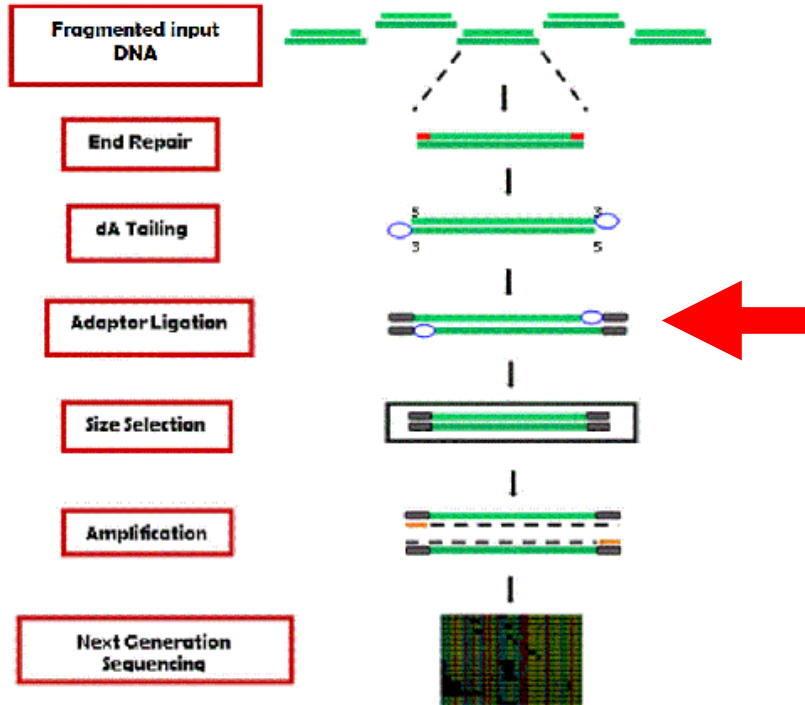 Fragmented input
DNA
End Repair
dA Tailing
5
3
3
5
Adaptor Ligation
Size Selection
Amplification
Next Generation
Sequencing